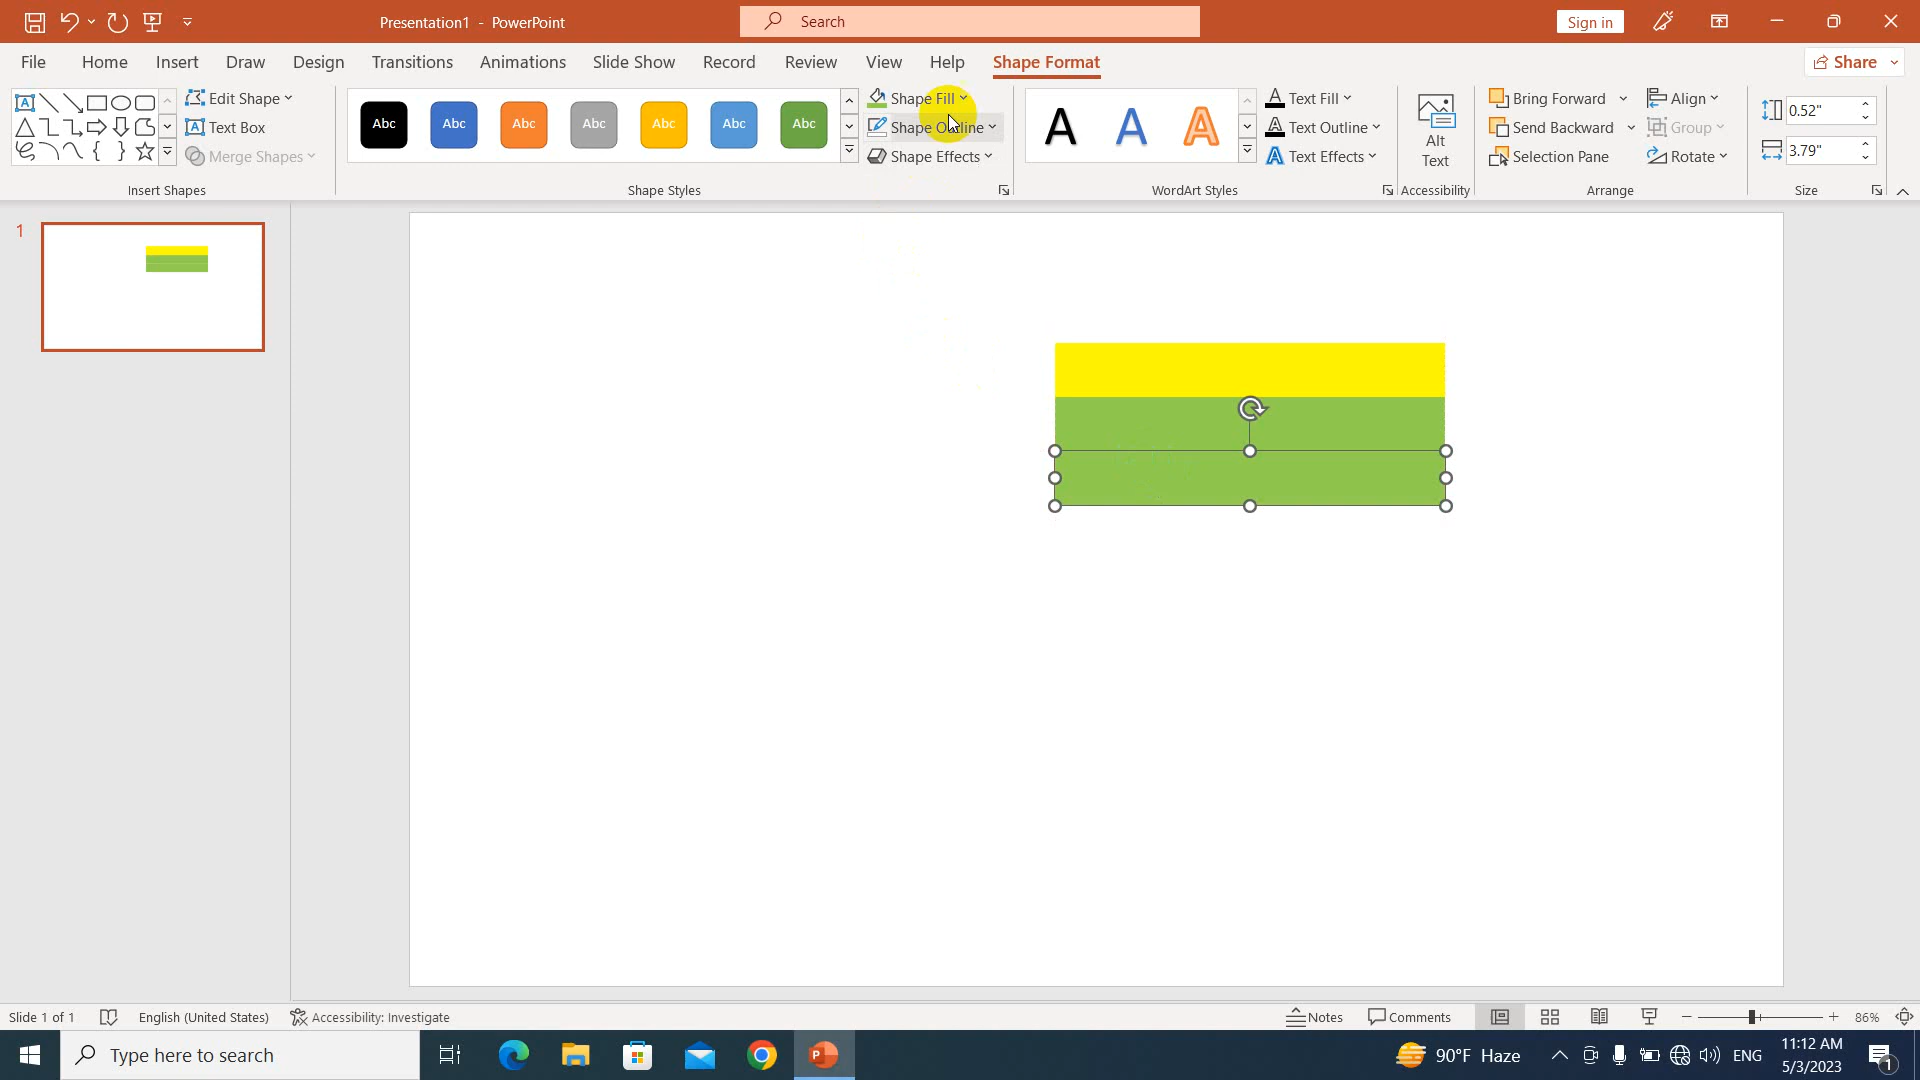 Presentation1 - PowerPoint
Search
Sign in
File Home Insert Draw Design Transitions Animations Slide Show Record Review View Help Shape Format Share
Edit Shape
Text Box
Merge Shapes
Insert Shapes
Abc Abc Abc Abc Abc Abc Abc
Shape Styles
Shape Fill
Shape Outline
Shape Effects
A A A
WordArt Styles
Text Fill
Text Outline
Text Effects
Alt
Text
Accessibility
Bring Forward
Send Backward
Selection Pane
Align
Group
Rotate
Arrange
0.52"
3.79"
Size
1
Slide 1 of 1 English (United States) Accessibility: Investigate Notes Comments 86%
Type here to search
90°F Haze ENG
11:12 AM
5/3/2023
1